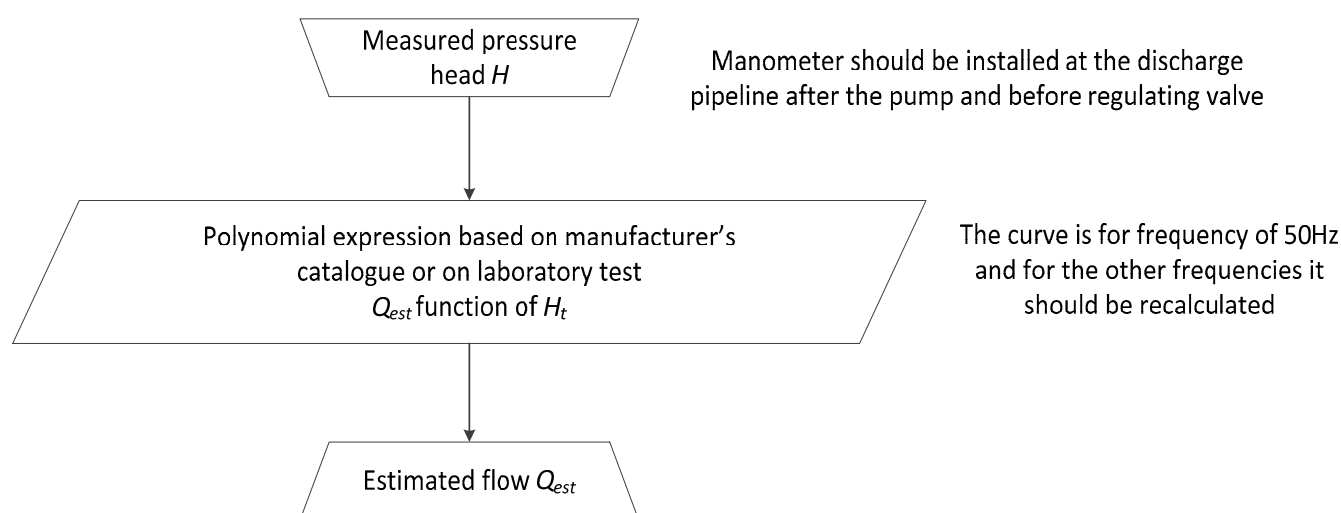 Measured pressure
head H
Manometer should be installed at the discharge
pipeline after the pump and before regulating valve
Polynomial expression based on manufacturer’s
catalogue or on laboratory test
Qest function of Ht
The curve is for frequency of 50Hz
and for the other frequencies it
should be recalculated
Estimated flow Qest